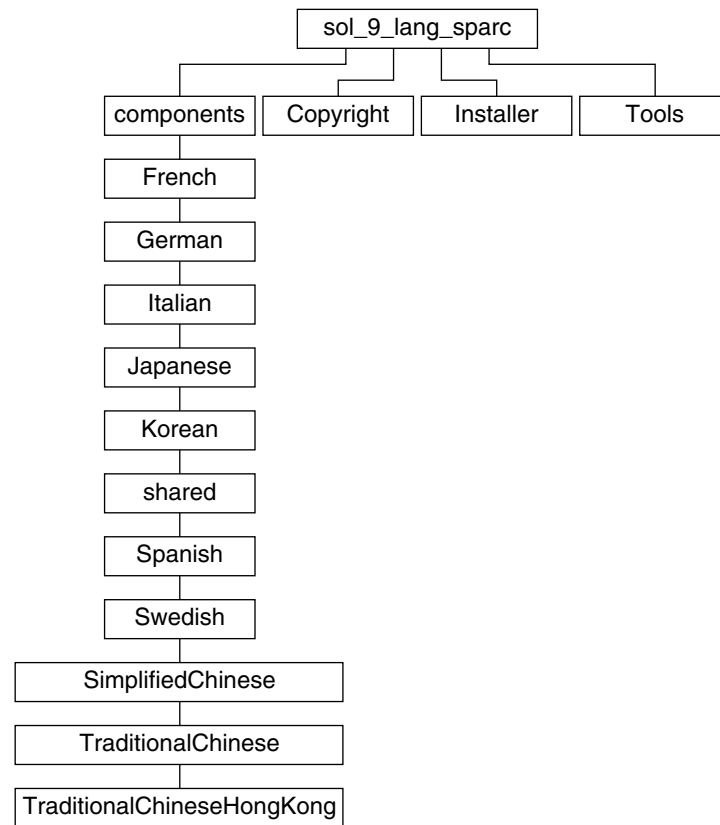 sol_9_lang_sparc
components
Copyright
Installer
Tools
French
German
Italian
Japanese
Korean
shared
Spanish
Swedish
SimplifiedChinese
TraditionalChinese
TraditionalChineseHongKong